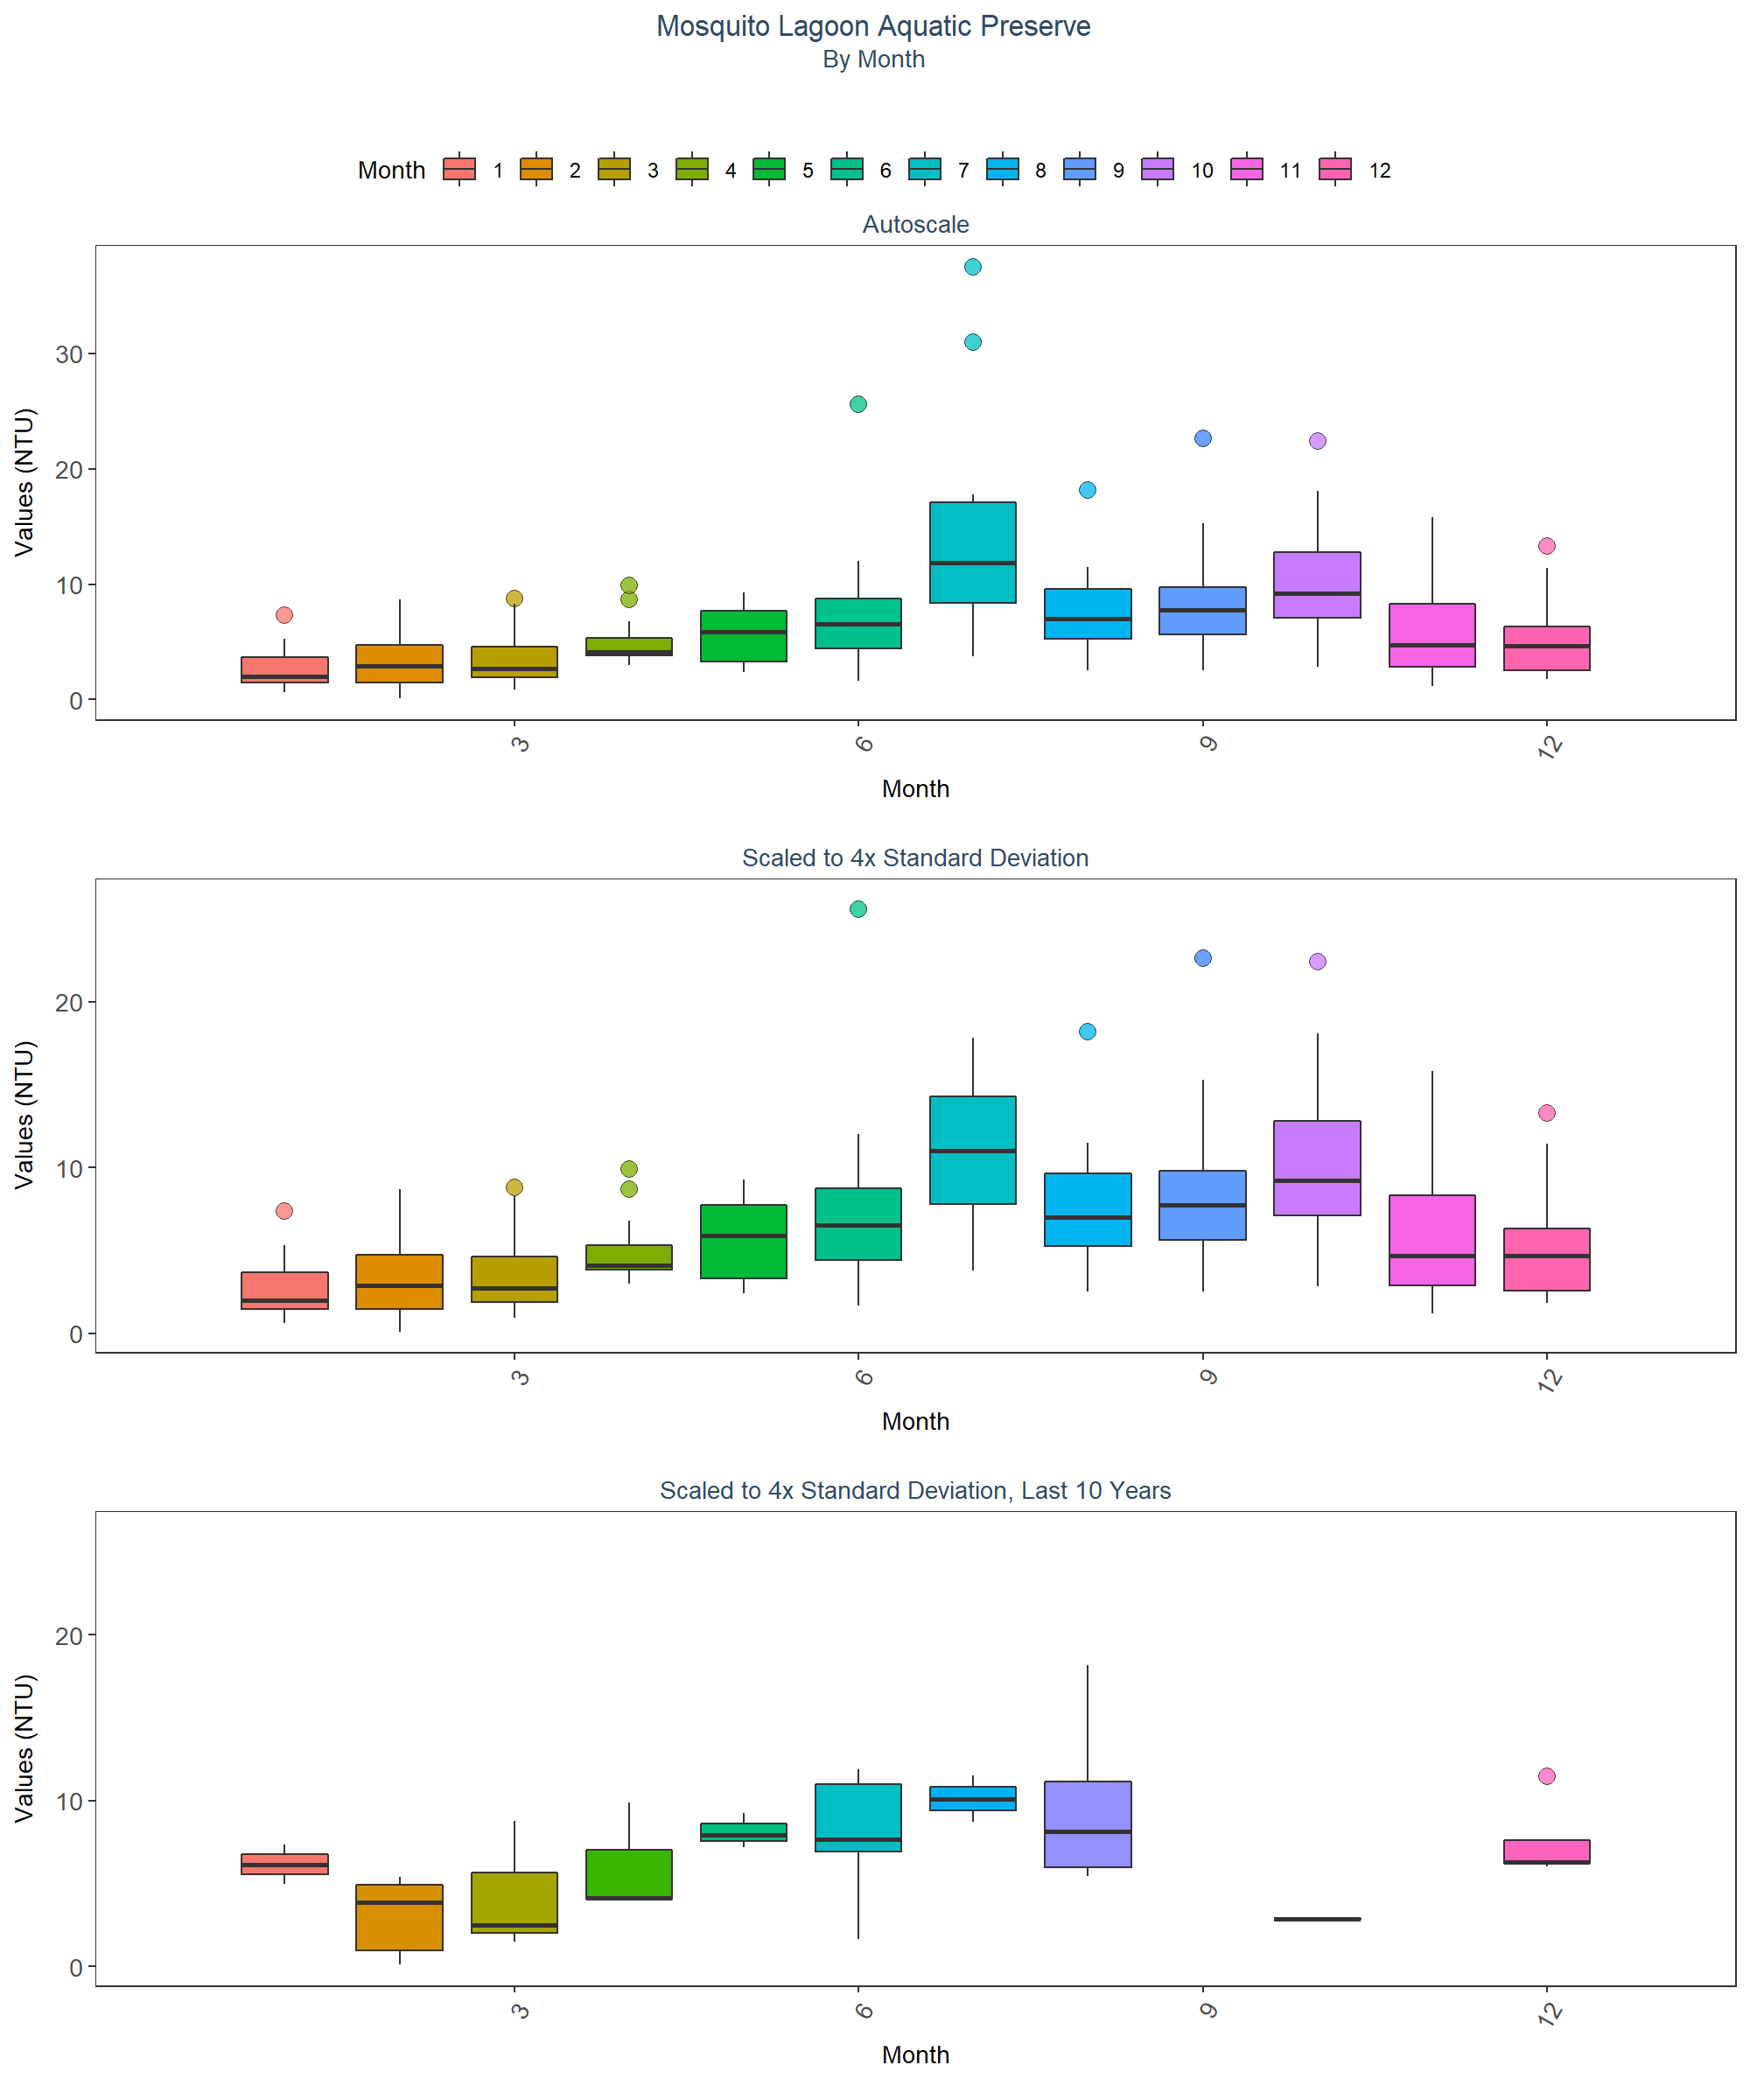 Mosquito Lagoon Aquatic Preserve
By Month
Month 1 2 3 4 5 6 7 8 9 10 11 12
Autoscale
Values (NTU)
30
20
10
0
3 6 9 12
Month
Scaled to 4x Standard Deviation
Values (NTU)
20
10
0
3 6 9 12
Month
Scaled to 4x Standard Deviation, Last 10 Years
Values (NTU)
20
10
0
3 6 9 12
Month